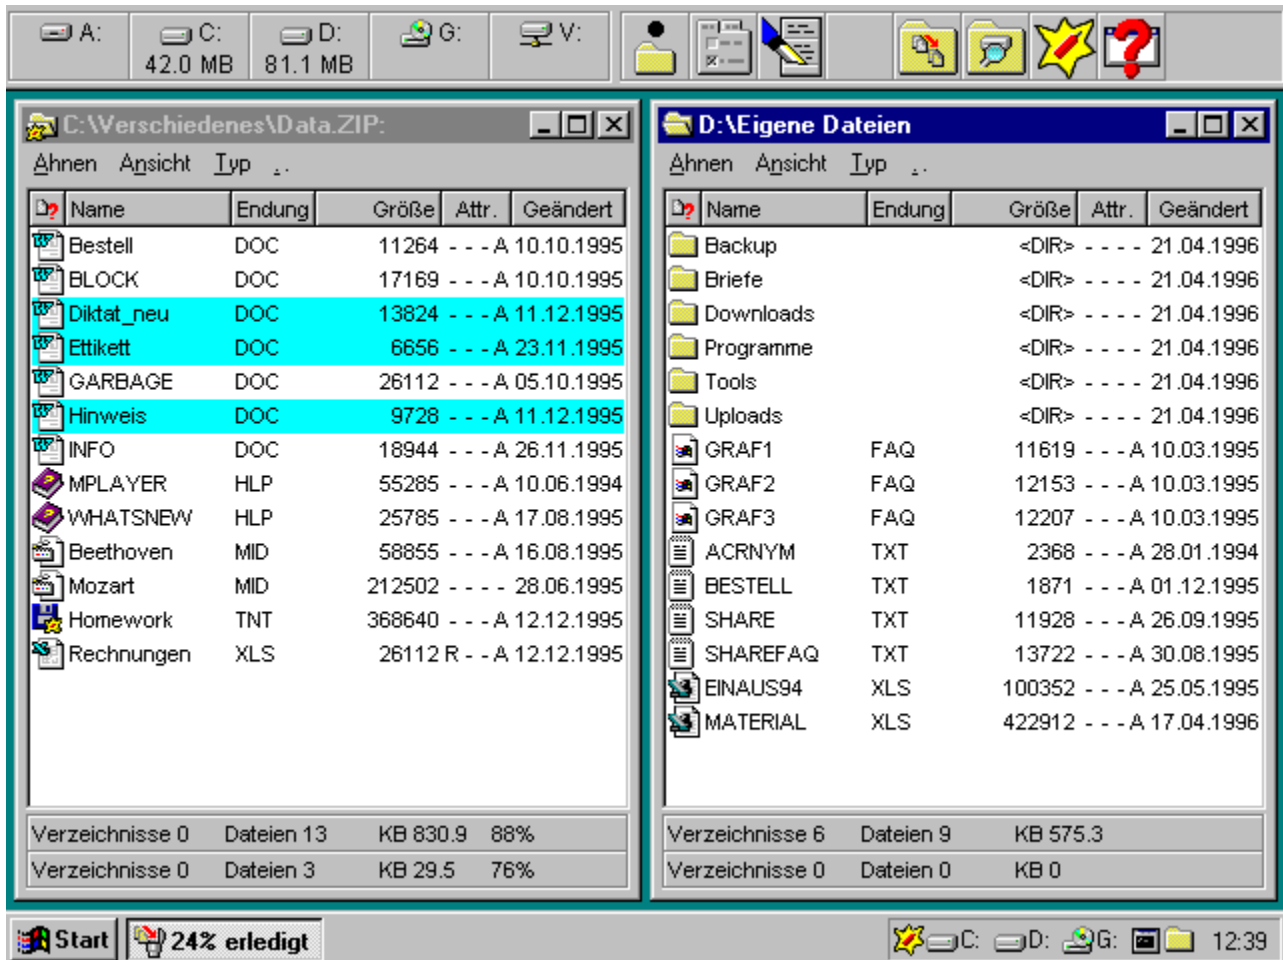 A: C: D: G: V:
42.0 MB 81.1 MB
C:\Verschiedenes\Data.ZIP:
Ahnen Ansicht Typ ..
Name Endung Größe Attr. Geändert
Bestell DOC 11264 - - - A 10.10.1995
BLOCK DOC 17169 - - - A 10.10.1995
Diktat_neu DOC 13824 - - - A 11.12.1995
Ettikett DOC 6656 - - - A 23.11.1995
GARBAGE DOC 26112 - - - A 05.10.1995
Hinweis DOC 9728 - - - A 11.12.1995
INFO DOC 18944 - - - A 26.11.1995
MPLAYER HLP 55285 - - - A 10.06.1994
WHATSNEW HLP 25785 - - - A 17.08.1995
Beethoven MID 58855 - - - A 16.08.1995
Mozart MID 212502 - - - - 28.06.1995
Homework TNT 368640 - - - A 12.12.1995
Rechnungen XLS 26112 R - - A 12.12.1995
Verzeichnisse 0 Dateien 13 KB 830.9 88%
Verzeichnisse 0 Dateien 3 KB 29.5 76%
D:\Eigene Dateien
Ahnen Ansicht Typ ..
Name Endung Größe Attr. Geändert
Backup <DIR> - - - - 21.04.1996
Briefe <DIR> - - - - 21.04.1996
Downloads <DIR> - - - - 21.04.1996
Programme <DIR> - - - - 21.04.1996
Tools <DIR> - - - - 21.04.1996
Uploads <DIR> - - - - 21.04.1996
GRAF1 FAQ 11619 - - - A 10.03.1995
GRAF2 FAQ 12153 - - - A 10.03.1995
GRAF3 FAQ 12207 - - - A 10.03.1995
ACRNYM TXT 2368 - - - A 28.01.1994
BESTELL TXT 1871 - - - A 01.12.1995
SHARE TXT 11928 - - - A 26.09.1995
SHAREFAQ TXT 13722 - - - A 30.08.1995
EINAUS94 XLS 100352 - - - A 25.05.1995
MATERIAL XLS 422912 - - - A 17.04.1996
Verzeichnisse 6 Dateien 9 KB 575.3
Verzeichnisse 0 Dateien 0 KB 0
Start 24% erledigt C: D: G: 12:39